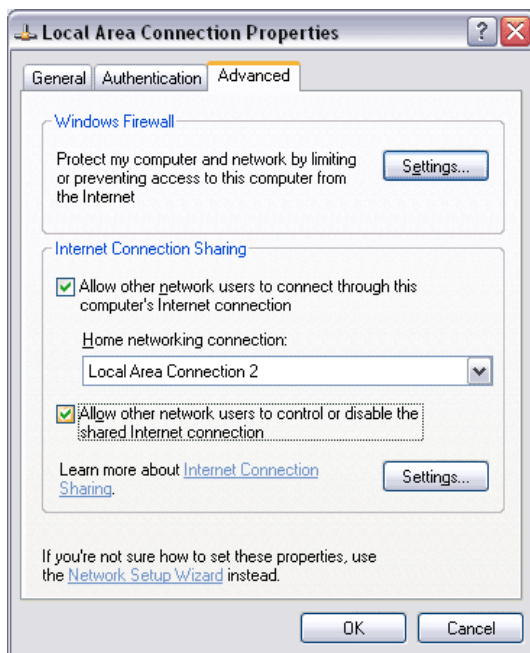 Local Area Connection Properties
General Authentication Advanced
Windows Firewall
Protect my computer and network by limiting
or preventing access to this computer from
the Internet
Settings...
Internet Connection Sharing
Allow other network users to connect through this
computer's Internet connection
Home networking connection:
Local Area Connection 2
Allow other network users to control or disable the
shared Internet connection
Learn more about Internet Connection
Sharing.
Settings...
If you're not sure how to set these properties, use
the Network Setup Wizard instead.
OK Cancel